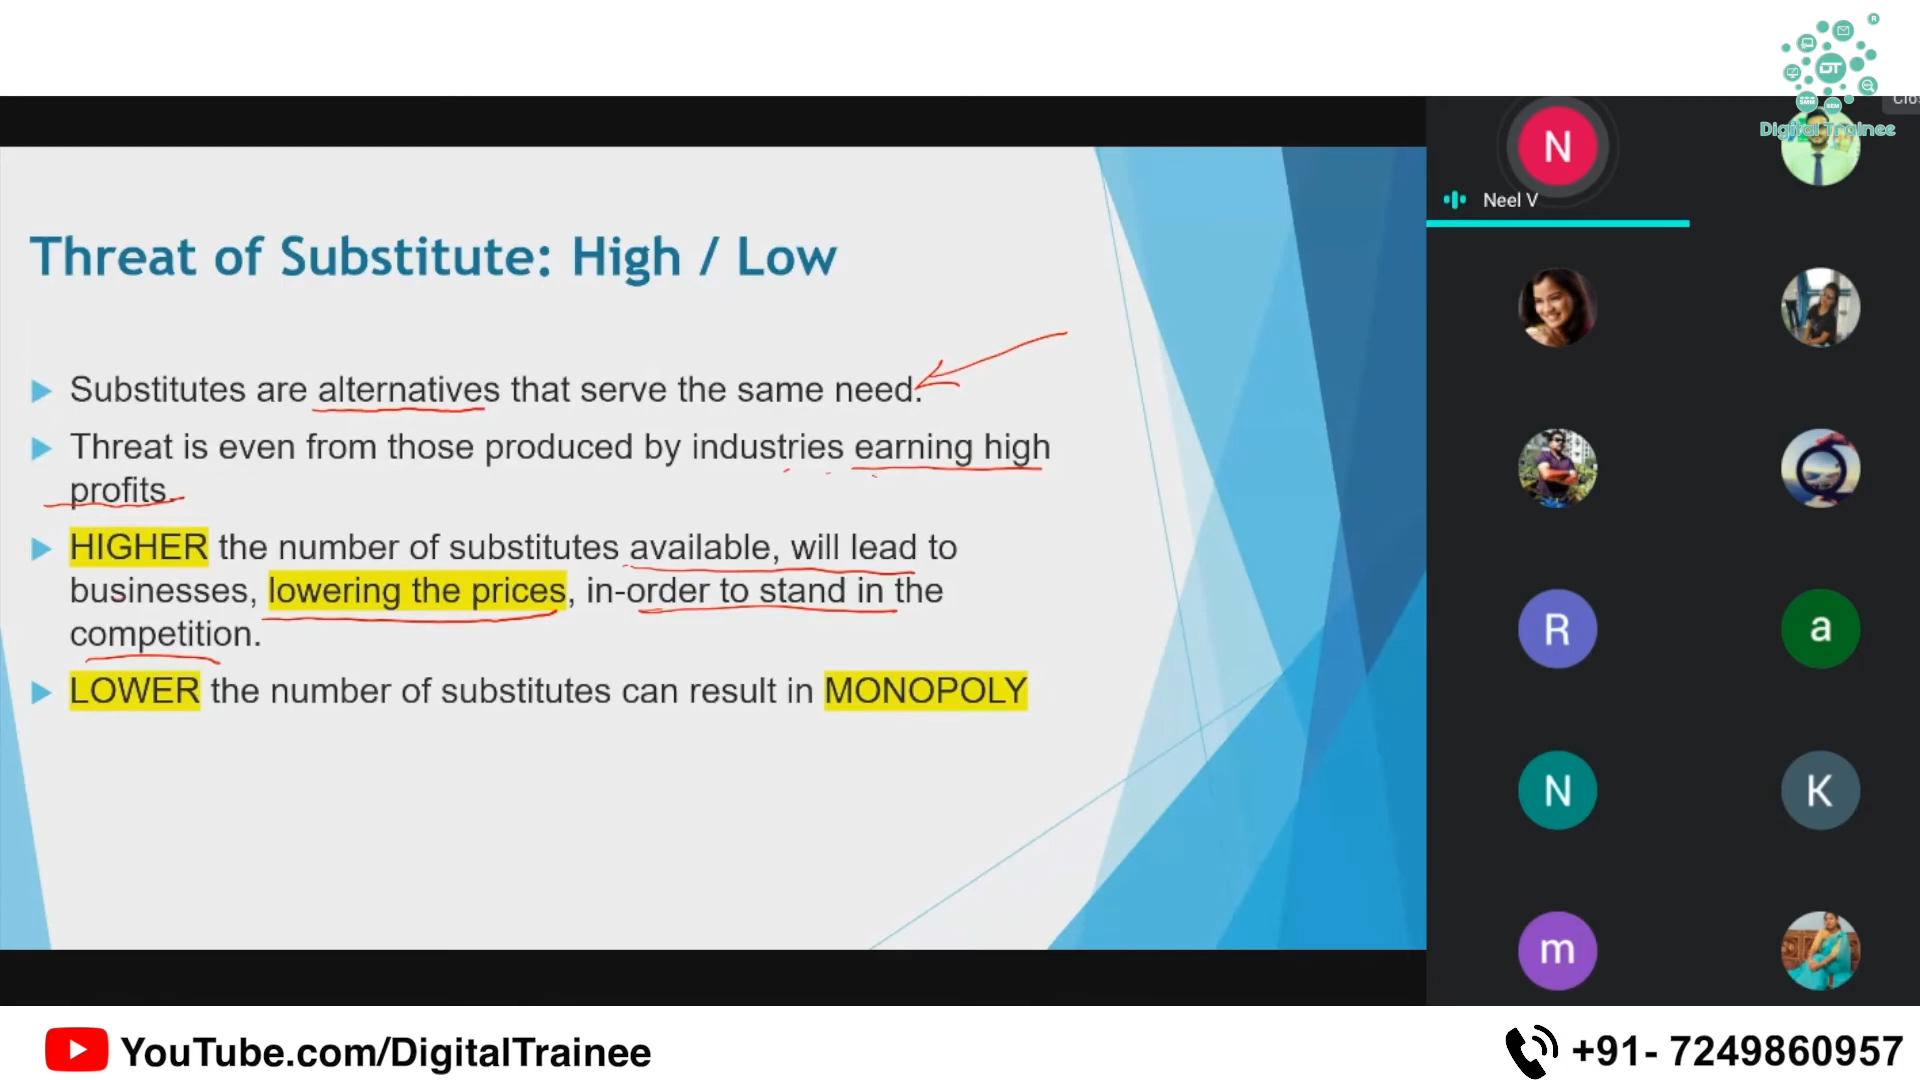 DT
Digital Trainee
Clo
N
Neel V
Threat of Substitute: High / Low
Substitutes are alternatives that serve the same need.
Threat is even from those produced by industries earning high
profits.
HIGHER the number of substitutes available, will lead to
businesses, lowering the prices, in-order to stand in the
competition.
LOWER the number of substitutes can result in MONOPOLY
R
a
N
K
m
YouTube.com/DigitalTrainee
+91- 7249860957